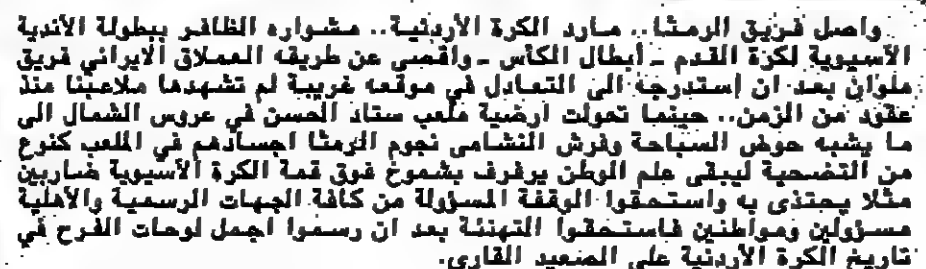 واصل فريق الرمثا.. مارد الكرة الأردنية.. مشواره الظافر ببطولة الأندية
الآسيوية لكرة القدم - أبطال الكأس - واقصى عن طريقه العملاق الايراني فريق
ملوان بعد ان إستدرجه الى التعادل في موقعه غريبة لم تشهدها ملاعبنا منذ
عقود من الزمن.. حينما تحولت ارضية ملعب ستاد الحسن في عروس الشمال الى
ما يشبه حوض السباحة وفرش النشامى نجوم الرمثا اجسادهم في الملعب كنوع
من التضحية ليبقى علم الوطن يرفرف بشموخ فوق قمة الكرة الآسيوية ضاربين
مثلا يحتذى به واستحقوا الوقفة المسؤولة من كافة الجهات الرسمية والأهلية
مسؤولين ومواطنين فاستحقوا التهنئة بعد ان رسموا اجمل لوحات الفرح في
تاريخ الكرة الأردنية على الصعيد القاري.